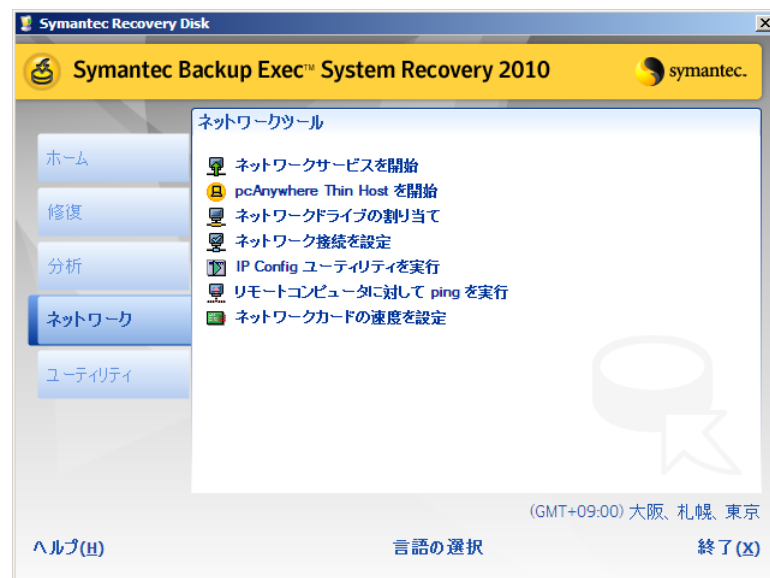 Symantec Recovery Disk
Symantec Backup Exec™ System Recovery 2010
symantec.
ネットワークツール
ホーム
修復
分析
ネットワーク
ユーティリティ
ネットワークサービスを開始
pcAnywhere Thin Host を開始
ネットワークドライブの割り当て
ネットワーク接続を設定
IP Config ユーティリティを実行
リモートコンピュータに対して ping を実行
ネットワークカードの速度を設定
(GMT+09:00) 大阪、札幌、東京
ヘルプ(H)
言語の選択
終了(X)